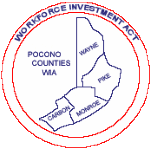 WORKFORCE INVESTMENT ACT
POCONO
COUNTIES
WIA
WAYNE
PIKE
CARBON
MONROE